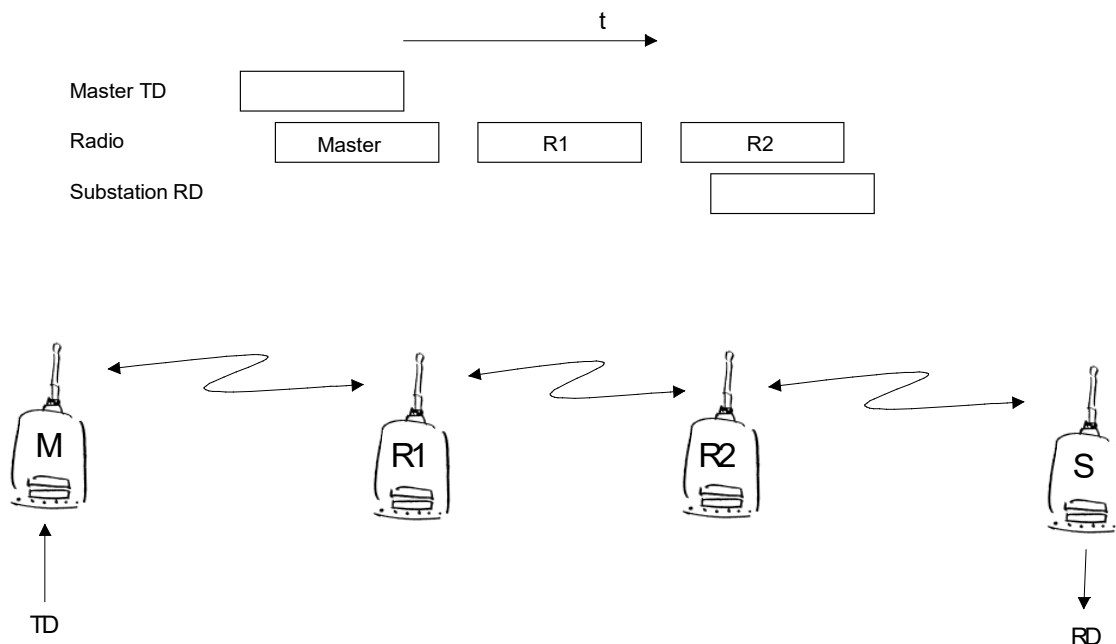 t
Master TD
Radio Master R1 R2
Substation RD
M R1 R2 S
TD RD